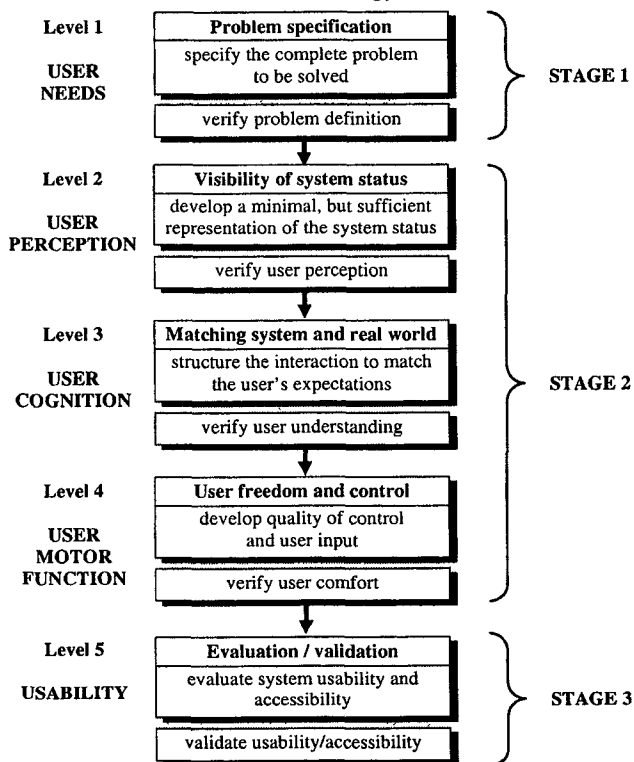 Level 1
USER
NEEDS
Problem specification
specify the complete problem
to be solved
verify problem definition
STAGE 1
Level 2
USER
PERCEPTION
Visibility of system status
develop a minimal, but sufficient
representation of the system status
verify user perception
Level 3
USER
COGNITION
Matching system and real world
structure the interaction to match
the user's expectations
verify user understanding
STAGE 2
Level 4
USER
MOTOR
FUNCTION
User freedom and control
develop quality of control
and user input
verify user comfort
Level 5
USABILITY
Evaluation / validation
evaluate system usability and
accessibility
validate usability/accessibility
STAGE 3